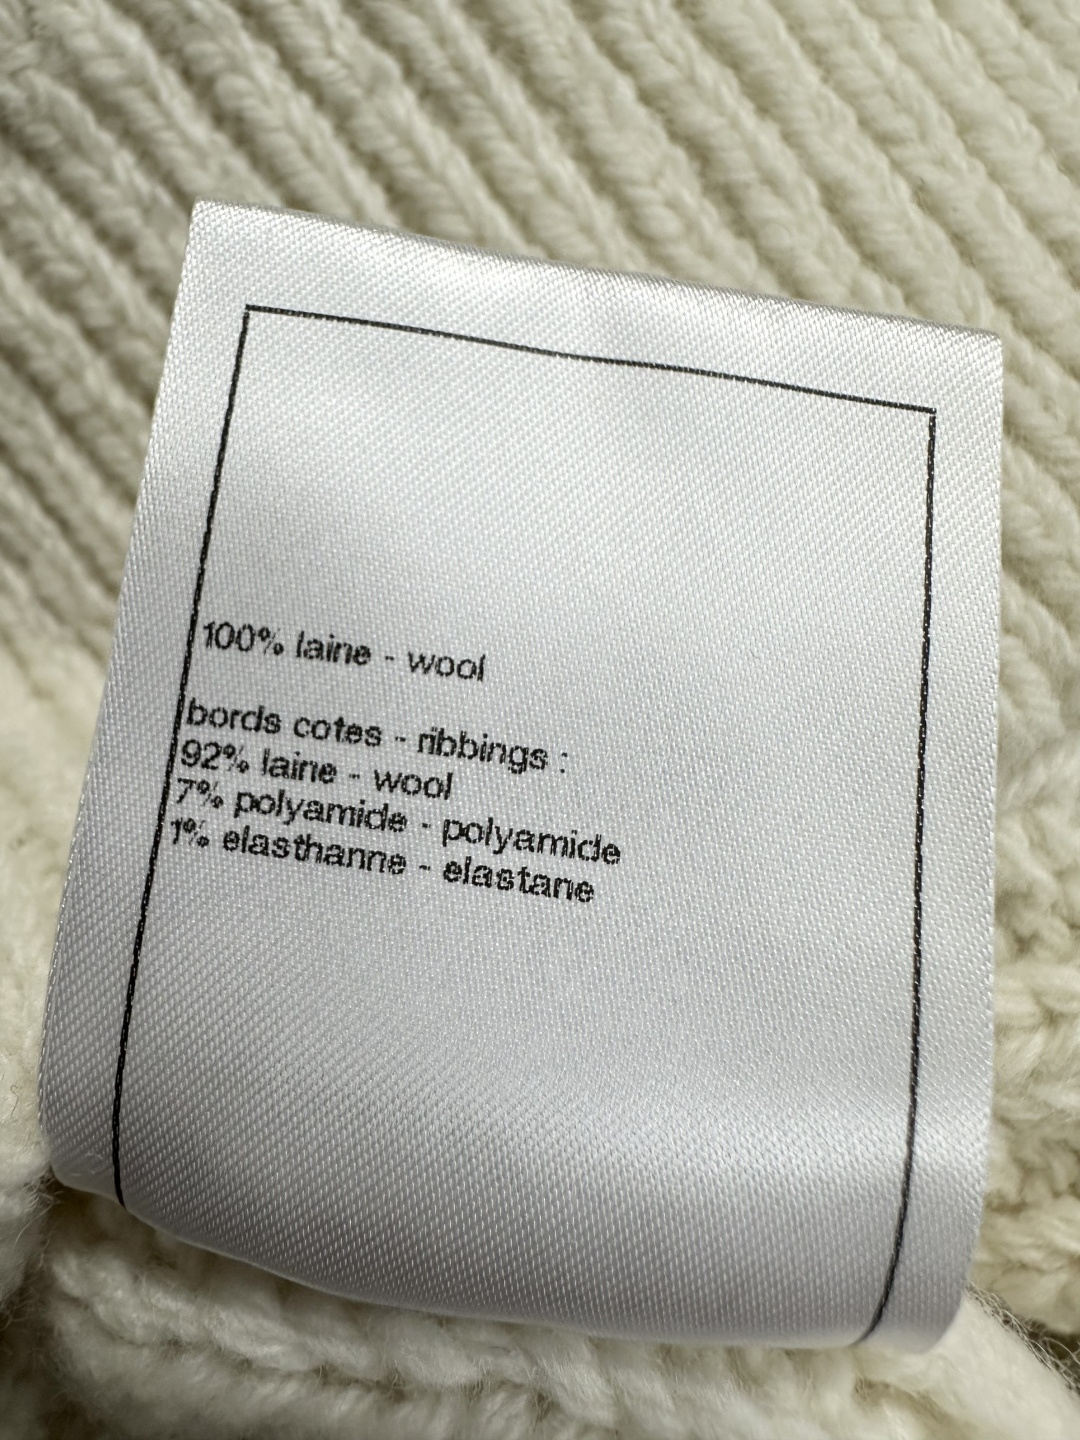 100% laine - wool
bords cotes - ribbings :
92% laine - wool
7% polyamide - polyamide
1% elasthanne - elastane